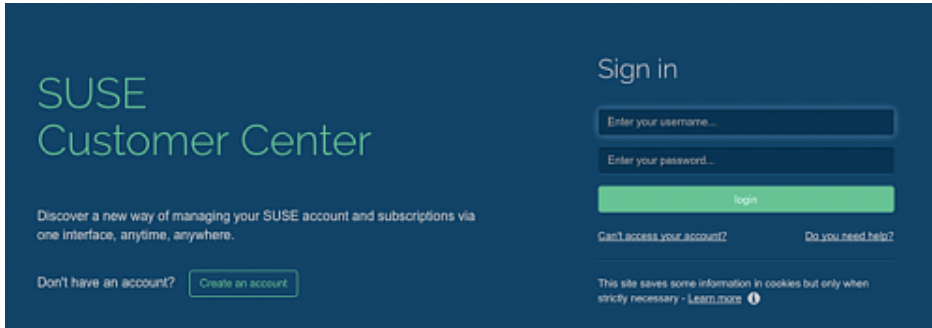 SUSE
Customer Center
Discover a new way of managing your SUSE account and subscriptions via
one interface, anytime, anywhere.
Don't have an account?
Create an account
Sign in
Enter your username...
Enter your password...
login
Can't access your account?
Do you need help?
This site saves some information in cookies but only when
strictly necessary - Learn more